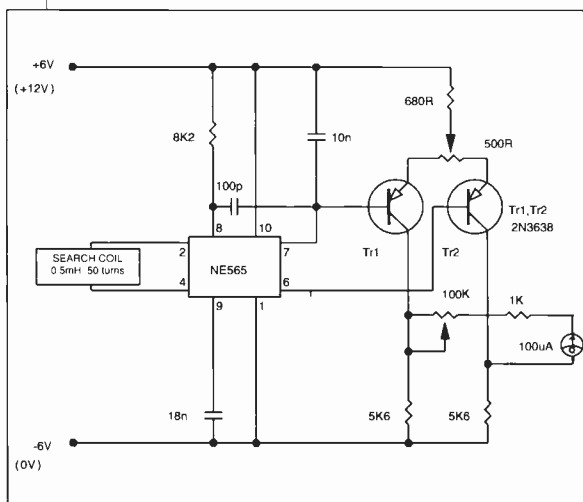 +6V
(+12V)
680R
8K2
10n
500R
100p
8
10
Tr1,Tr2
2N3638
2
7
SEARCH COIL
0.5mH 50 turns
NE565
Tr1
Tr2
4
6
9
1
100K
1K
100uA
18n
5K6
5K6
-6V
(0V)